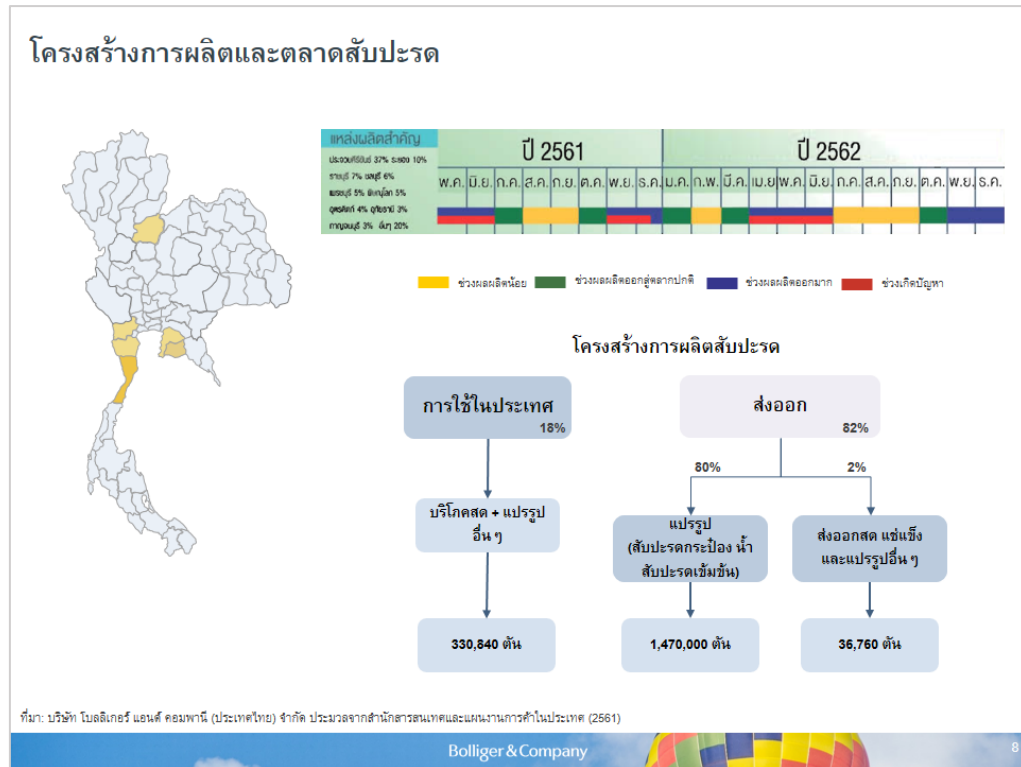 โครงสร้างการผลิตและตลาดสับปะรด
แหล่งผลิตสำคัญ
ประจวบคีรีขันธ์ 37% ระยอง 10%
ราชบุรี 7% ชลบุรี 6%
เพชรบุรี 5% พิษณุโลก 5%
อุตรดิตถ์ 4% อุทัยธานี 3%
กาญจนบุรี 3% อื่นๆ 20%
ปี 2561 ปี 2562
พ.ค. มิ.ย. ก.ค. ส.ค. ก.ย. ต.ค. พ.ย. ธ.ค. ม.ค. ก.พ. มี.ค. เม.ย พ.ค. มิ.ย. ก.ค. ส.ค. ก.ย. ต.ค. พ.ย. ธ.ค.
ช่วงผลผลิตน้อย ช่วงผลผลิตออกสู่ตลาดปกติ ช่วงผลผลิตออกมาก ช่วงเกิดปัญหา
โครงสร้างการผลิตสับปะรด
การใช้ในประเทศ
18%
ส่งออก
82%
80% 2%
บริโภคสด + แปรรูป
อื่น ๆ
แปรรูป
(สับปะรดกระป๋อง น้ำ
สับปะรดเข้มข้น)
ส่งออกสด แช่แข็ง
และแปรรูปอื่น ๆ
330,840 ตัน 1,470,000 ตัน 36,760 ตัน
ที่มา: บริษัท โบลลิเกอร์ แอนด์ คอมพานี (ประเทศไทย) จำกัด ประมวลจากสำนักสารสนเทศและแผนงานการค้าในประเทศ (2561)
Bolliger & Company 8